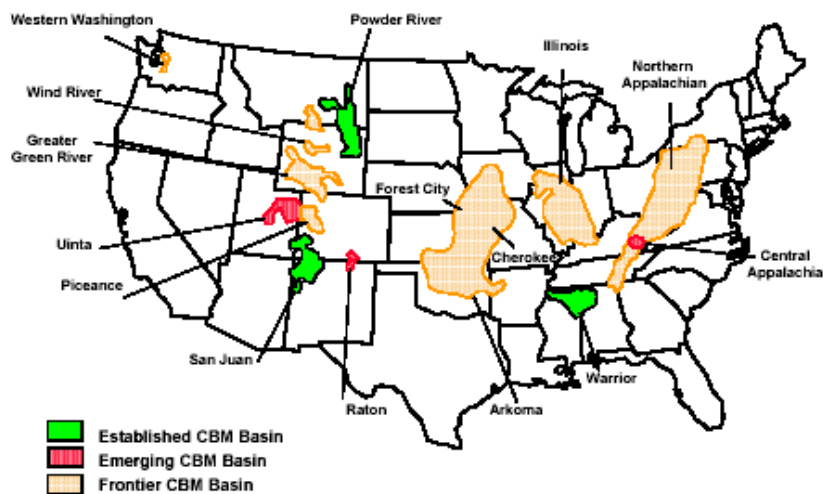 Western Washington
Powder River
Illinois
Northern
Appalachian
Wind River
Greater
Green River
Forest City
Cherokee
Uinta
Central
Appalachia
Piceance
San Juan
Warrior
Raton
Arkoma
Established CBM Basin
Emerging CBM Basin
Frontier CBM Basin